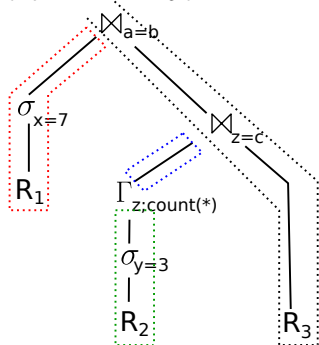 ⋈a=b
σx=7
⋈z=c
R1
Γz;count(*)
σy=3
R2
R3